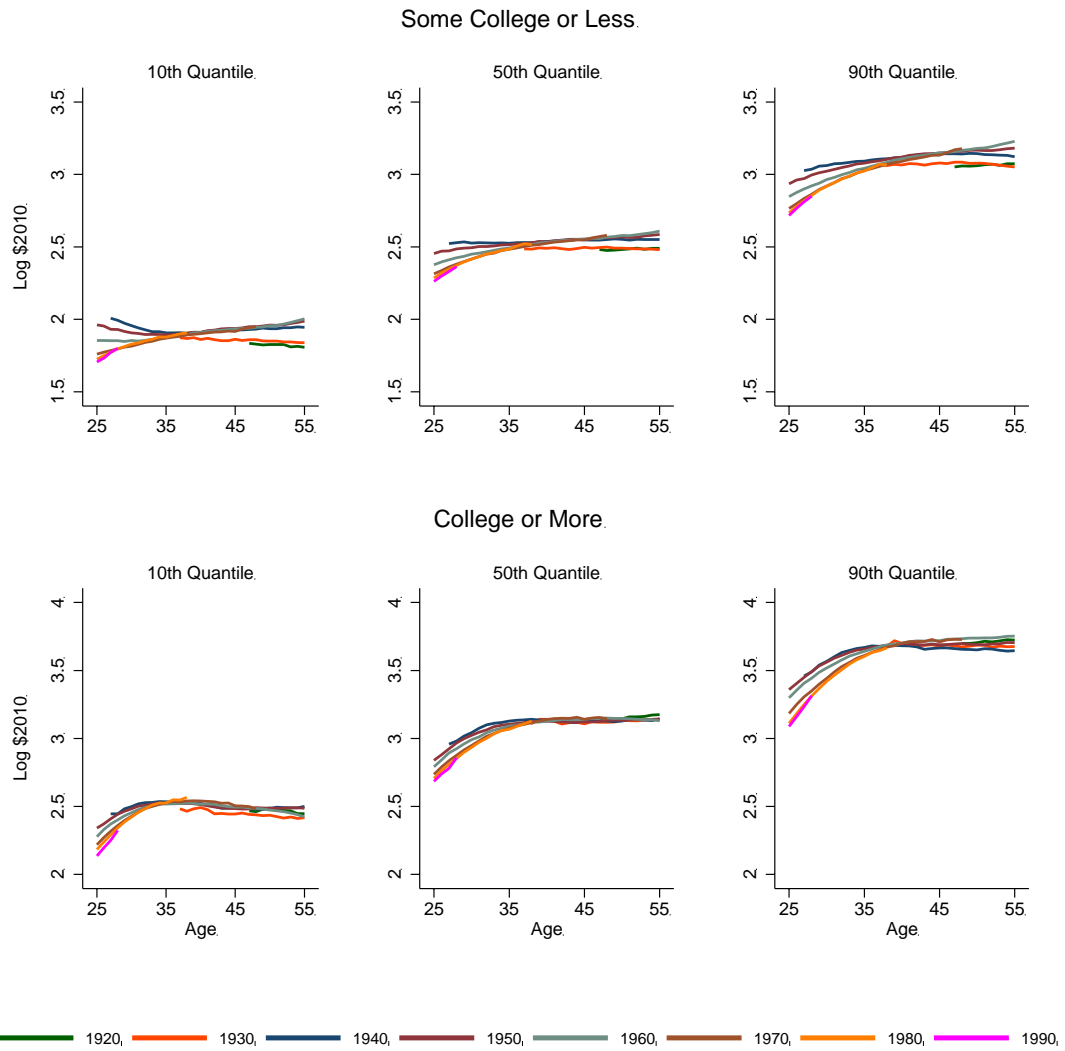 Some College or Less
10th Quantile
50th Quantile
90th Quantile
Log $2010
3.5
3
2.5
2
1.5
25 35 45 55
3.5
3
2.5
2
1.5
25 35 45 55
3.5
3
2.5
2
1.5
25 35 45 55
College or More
10th Quantile
50th Quantile
90th Quantile
Log $2010
4
3.5
3
2.5
2
25 35 45 55
Age
4
3.5
3
2.5
2
25 35 45 55
Age
4
3.5
3
2.5
2
25 35 45 55
Age
1920 1930 1940 1950 1960 1970 1980 1990